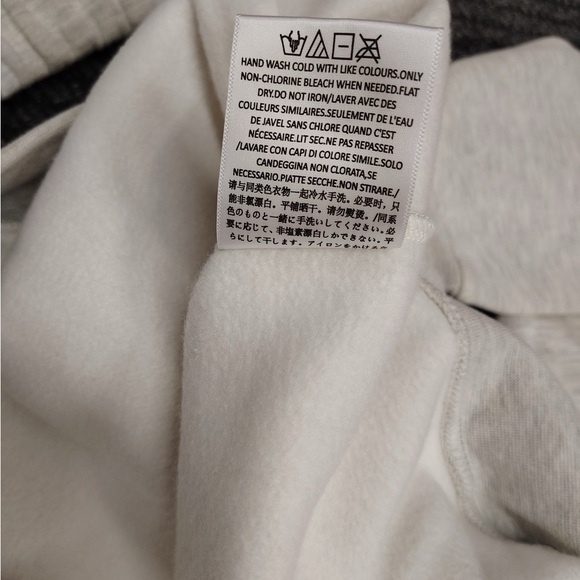 HAND WASH COLD WITH LIKE COLOURS.ONLY
NON-CHLORINE BLEACH WHEN NEEDED.FLAT
DRY.DO NOT IRON/LAVER AVEC DES
COULEURS SIMILAIRES.SEULEMENT DE L'EAU
DE JAVEL SANS CHLORE QUAND C'EST
NÉCESSAIRE.LIT SEC.NE PAS REPASSER
/LAVARE CON CAPI DI COLORE SIMILE.SOLO
CANDEGGINA NON CLORATA,SE
NECESSARIO.PIATTE SECCHE.NON STIRARE./
请与同类色衣物一起冷水手洗。必要时，只
能非氯漂白。平铺晒干。请勿熨烫。/同系
色のものと一緒に手洗いしてください。必
要に応じて、非塩素漂白しかできない。平
らにして干します。アイロンをかける